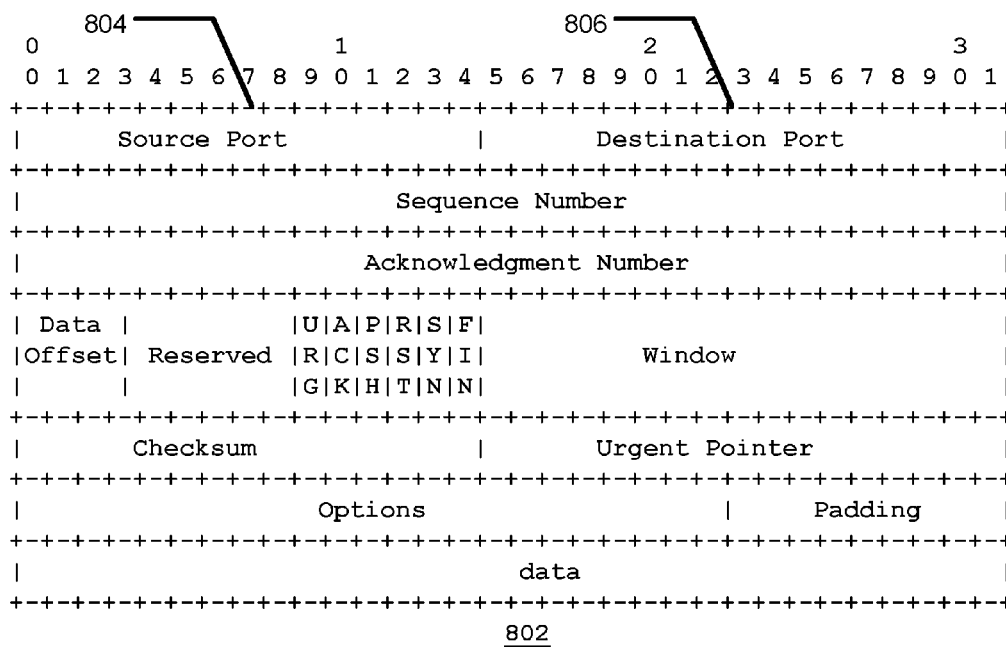 804 806
0 1 2 3
0 1 2 3 4 5 6 7 8 9 0 1 2 3 4 5 6 7 8 9 0 1 2 3 4 5 6 7 8 9 0 1
+-+-+-+-+-+-+-+-+-+-+-+-+-+-+-+-+-+-+-+-+-+-+-+-+-+-+-+-+-+-+-+-+
| Source Port | Destination Port |
+-+-+-+-+-+-+-+-+-+-+-+-+-+-+-+-+-+-+-+-+-+-+-+-+-+-+-+-+-+-+-+-+
| Sequence Number |
+-+-+-+-+-+-+-+-+-+-+-+-+-+-+-+-+-+-+-+-+-+-+-+-+-+-+-+-+-+-+-+-+
| Acknowledgment Number |
+-+-+-+-+-+-+-+-+-+-+-+-+-+-+-+-+-+-+-+-+-+-+-+-+-+-+-+-+-+-+-+-+
| Data | |U|A|P|R|S|F| |
|Offset| Reserved |R|C|S|S|Y|I| Window |
| | |G|K|H|T|N|N| |
+-+-+-+-+-+-+-+-+-+-+-+-+-+-+-+-+-+-+-+-+-+-+-+-+-+-+-+-+-+-+-+-+
| Checksum | Urgent Pointer |
+-+-+-+-+-+-+-+-+-+-+-+-+-+-+-+-+-+-+-+-+-+-+-+-+-+-+-+-+-+-+-+-+
| Options | Padding |
+-+-+-+-+-+-+-+-+-+-+-+-+-+-+-+-+-+-+-+-+-+-+-+-+-+-+-+-+-+-+-+-+
| data |
+-+-+-+-+-+-+-+-+-+-+-+-+-+-+-+-+-+-+-+-+-+-+-+-+-+-+-+-+-+-+-+-+
802